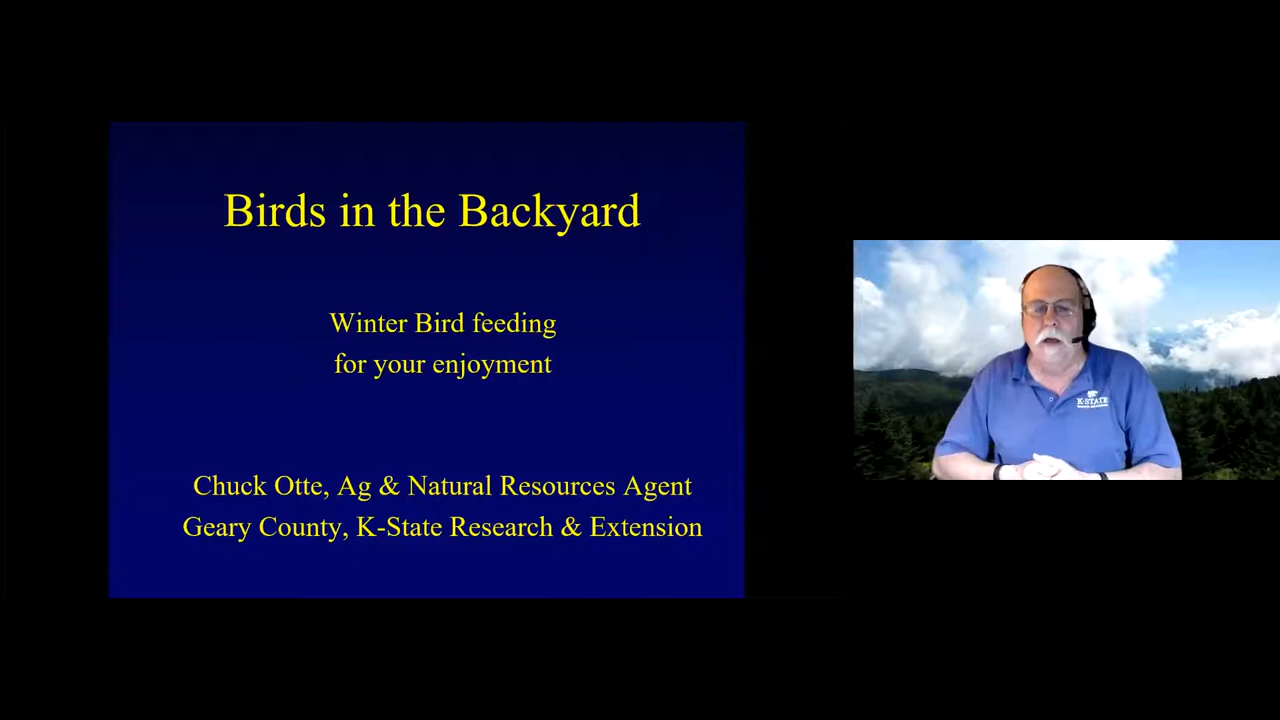 Birds in the Backyard
Winter Bird feeding
for your enjoyment
Chuck Otte, Ag & Natural Resources Agent
Geary County, K-State Research & Extension
K-STATE